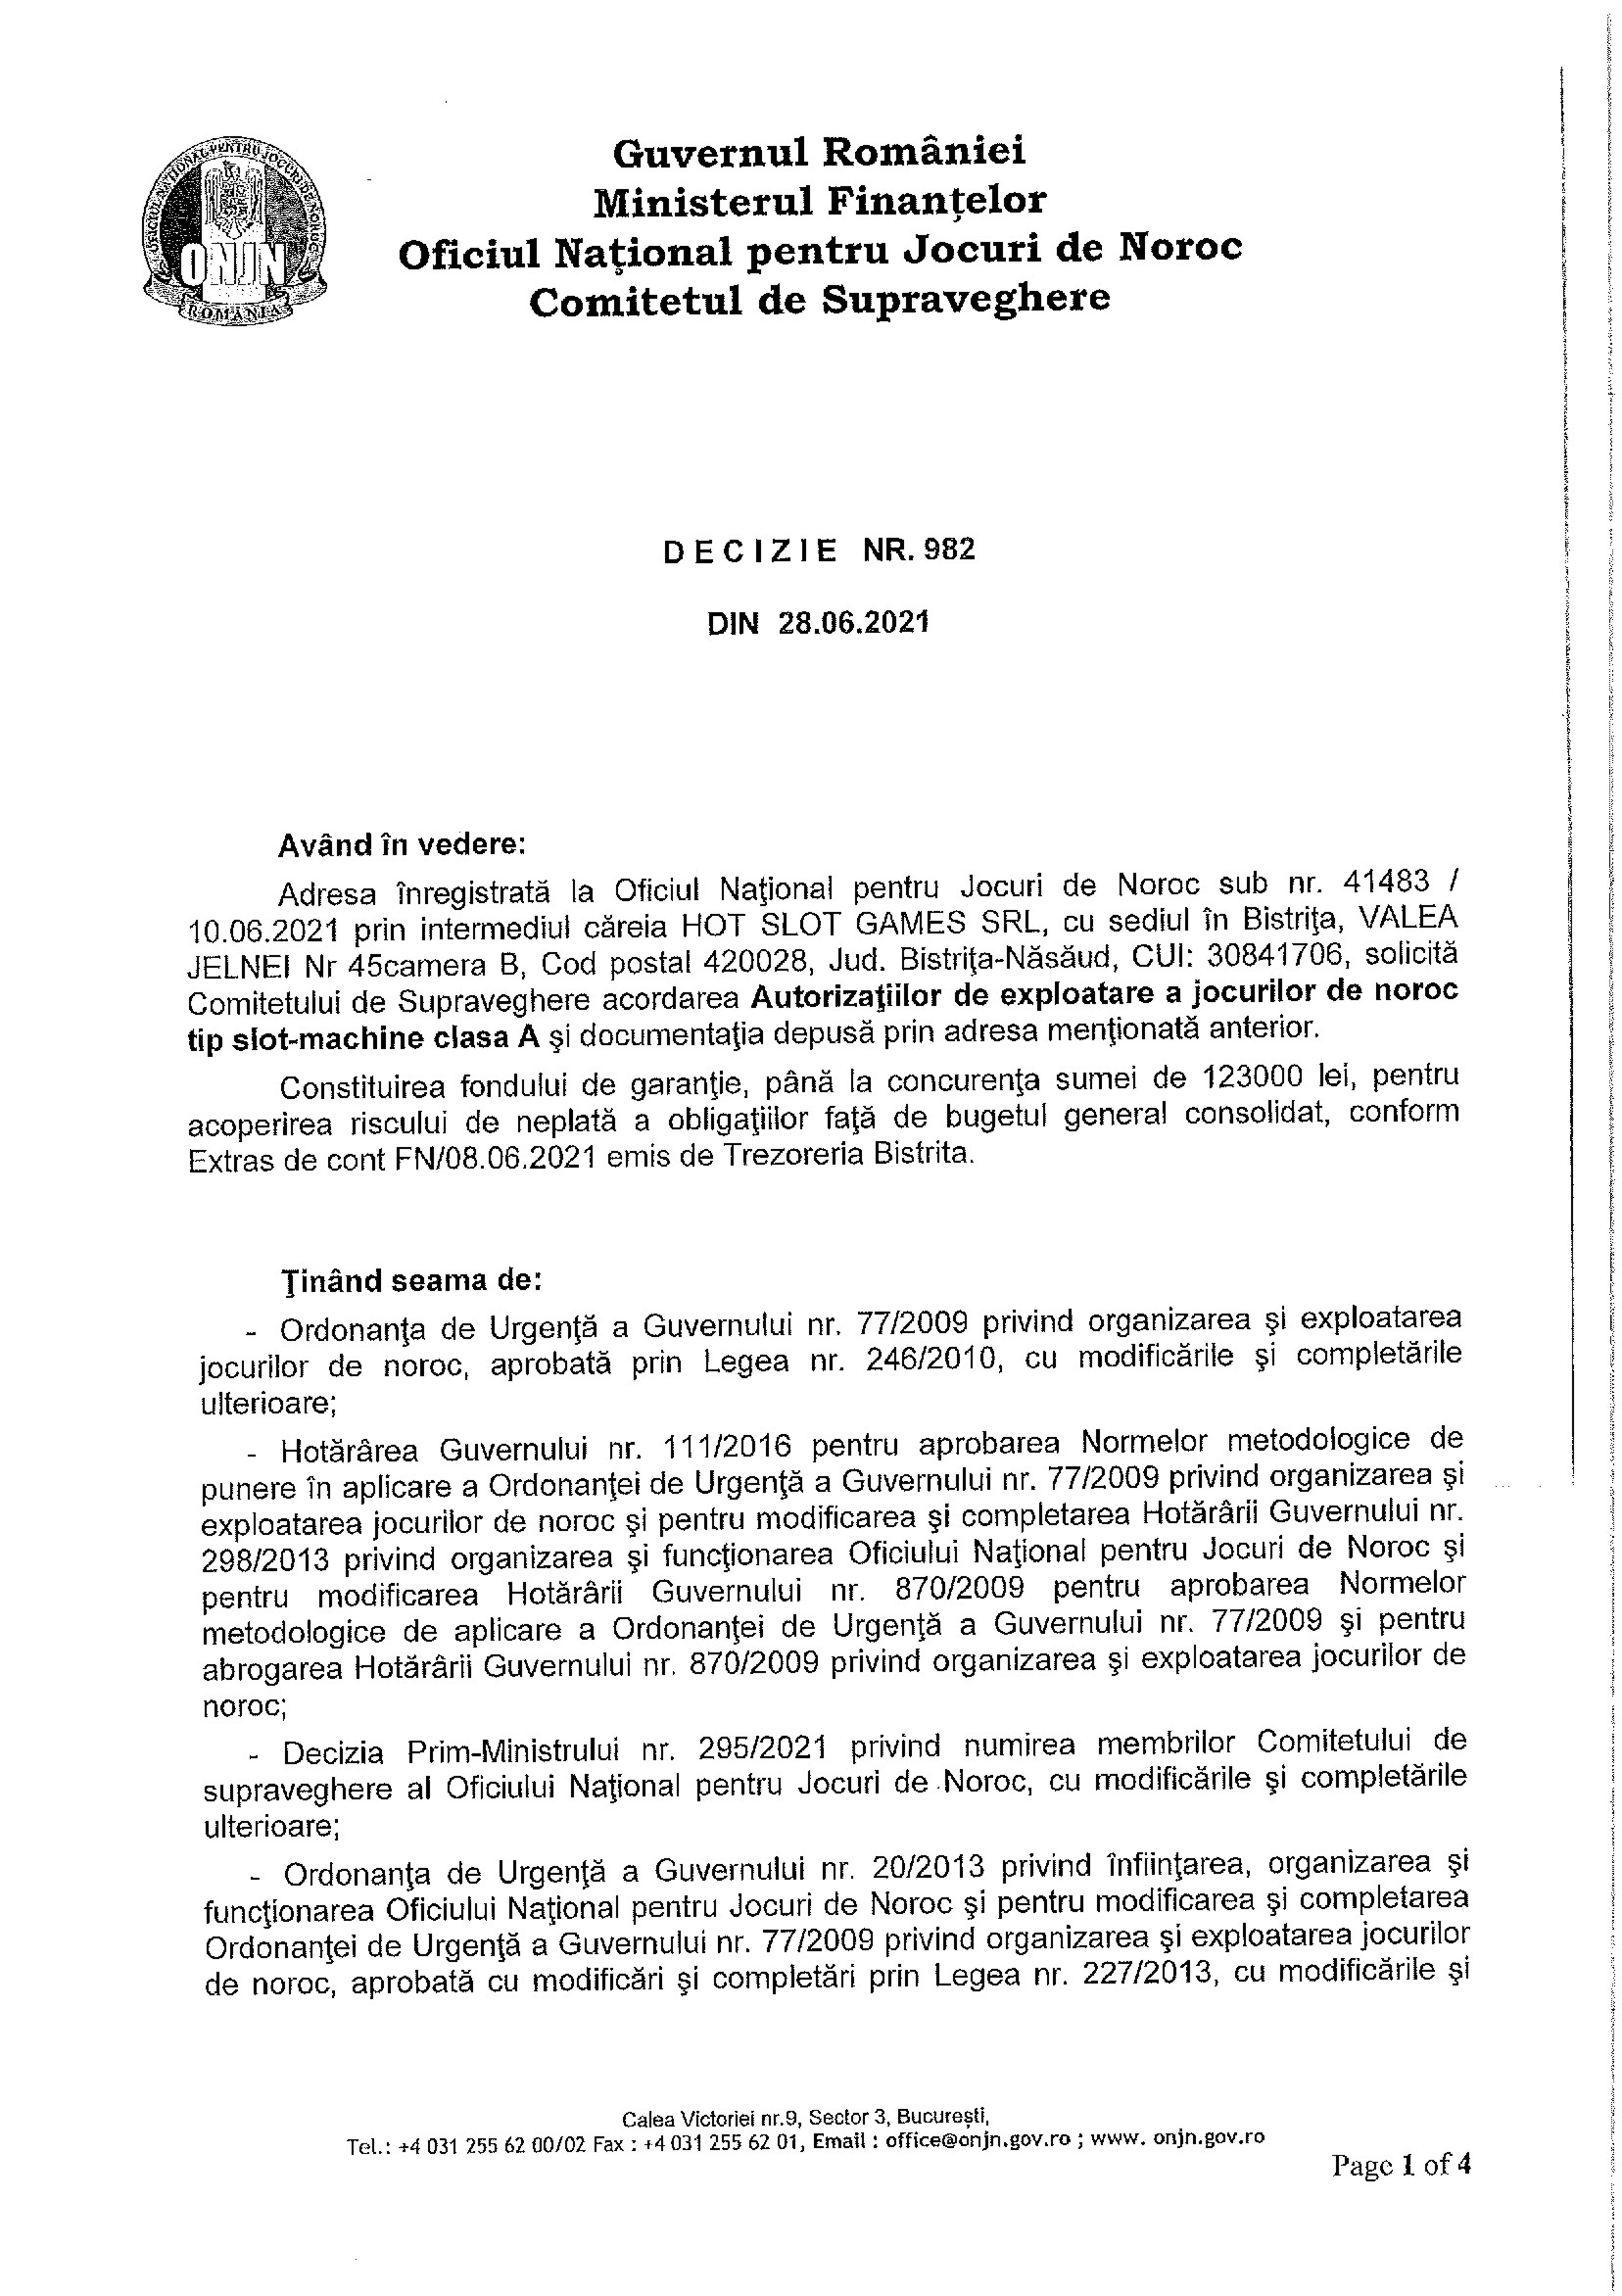 OFICIUL NAȚIONAL PENTRU JOCURI DE NOROC
ONJN
ROMÂNIA
Guvernul României
Ministerul Finanţelor
Oficiul Naţional pentru Jocuri de Noroc
Comitetul de Supraveghere
D E C I Z I E NR. 982
DIN 28.06.2021
Având în vedere:
Adresa înregistrată la Oficiul Naţional pentru Jocuri de Noroc sub nr. 41483 /
10.06.2021 prin intermediul căreia HOT SLOT GAMES SRL, cu sediul în Bistriţa, VALEA
JELNEI Nr 45camera B, Cod postal 420028, Jud. Bistriţa-Năsăud, CUI: 30841706, solicită
Comitetului de Supraveghere acordarea Autorizaţiilor de exploatare a jocurilor de noroc
tip slot-machine clasa A şi documentaţia depusă prin adresa menţionată anterior.
Constituirea fondului de garanţie, până la concurenţa sumei de 123000 lei, pentru
acoperirea riscului de neplată a obligaţiilor faţă de bugetul general consolidat, conform
Extras de cont FN/08.06.2021 emis de Trezoreria Bistrita.
Ţinând seama de:
- Ordonanţa de Urgenţă a Guvernului nr. 77/2009 privind organizarea şi exploatarea
jocurilor de noroc, aprobată prin Legea nr. 246/2010, cu modificările şi completările
ulterioare;
- Hotărârea Guvernului nr. 111/2016 pentru aprobarea Normelor metodologice de
punere în aplicare a Ordonanţei de Urgenţă a Guvernului nr. 77/2009 privind organizarea şi
exploatarea jocurilor de noroc şi pentru modificarea şi completarea Hotărârii Guvernului nr.
298/2013 privind organizarea şi funcţionarea Oficiului Naţional pentru Jocuri de Noroc şi
pentru modificarea Hotărârii Guvernului nr. 870/2009 pentru aprobarea Normelor
metodologice de aplicare a Ordonanţei de Urgenţă a Guvernului nr. 77/2009 şi pentru
abrogarea Hotărârii Guvernului nr. 870/2009 privind organizarea şi exploatarea jocurilor de
noroc;
- Decizia Prim-Ministrului nr. 295/2021 privind numirea membrilor Comitetului de
supraveghere al Oficiului Naţional pentru Jocuri de Noroc, cu modificările şi completările
ulterioare;
- Ordonanţa de Urgenţă a Guvernului nr. 20/2013 privind înfiinţarea, organizarea şi
funcţionarea Oficiului Naţional pentru Jocuri de Noroc şi pentru modificarea şi completarea
Ordonanţei de Urgenţă a Guvernului nr. 77/2009 privind organizarea şi exploatarea jocurilor
de noroc, aprobată cu modificări şi completări prin Legea nr. 227/2013, cu modificările şi
Calea Victoriei nr.9, Sector 3, Bucureşti,
Tel.: +4 031 255 62 00/02 Fax : +4 031 255 62 01, Email : office@onjn.gov.ro ; www. onjn.gov.ro
Page 1 of 4